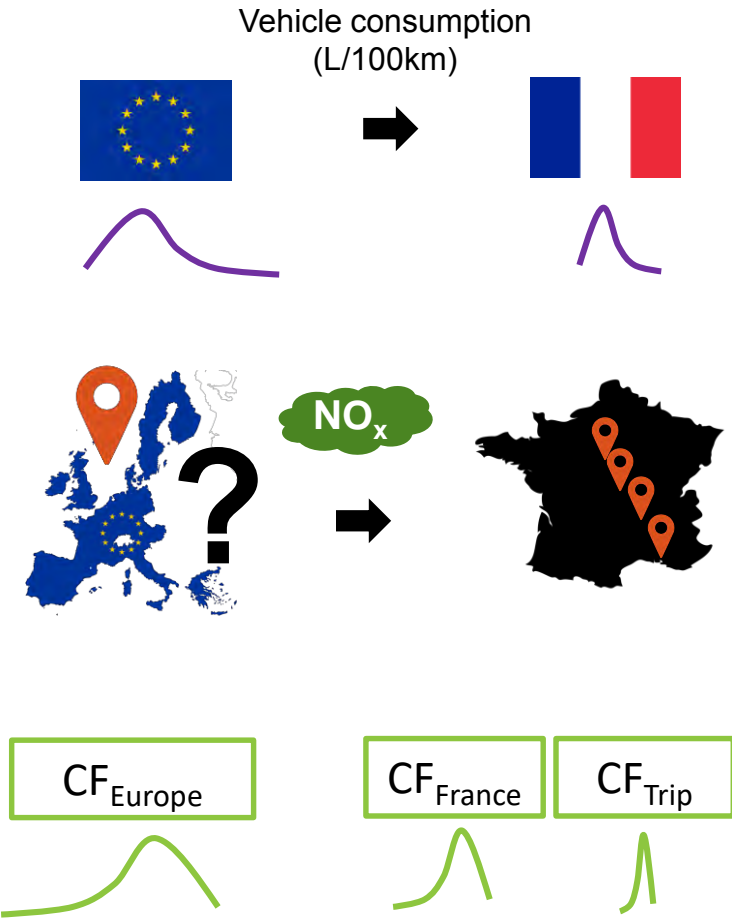 Vehicle consumption
(L/100km)
NOx
?
CFEurope
CFFrance
CFTrip